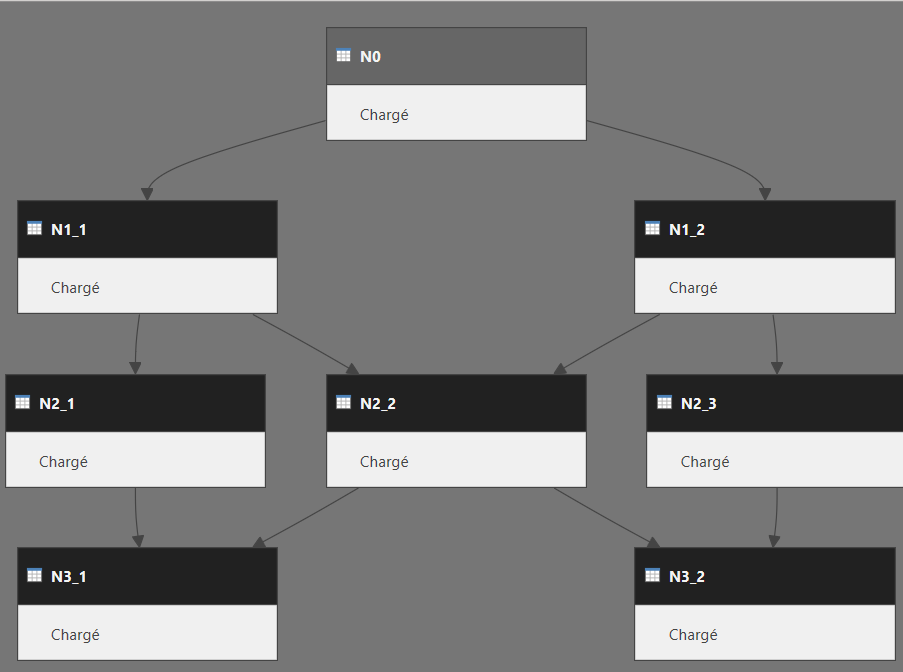 N0
Chargé
N1_1
N1_2
Chargé
Chargé
N2_1
N2_2
N2_3
Chargé
Chargé
Chargé
N3_1
N3_2
Chargé
Chargé